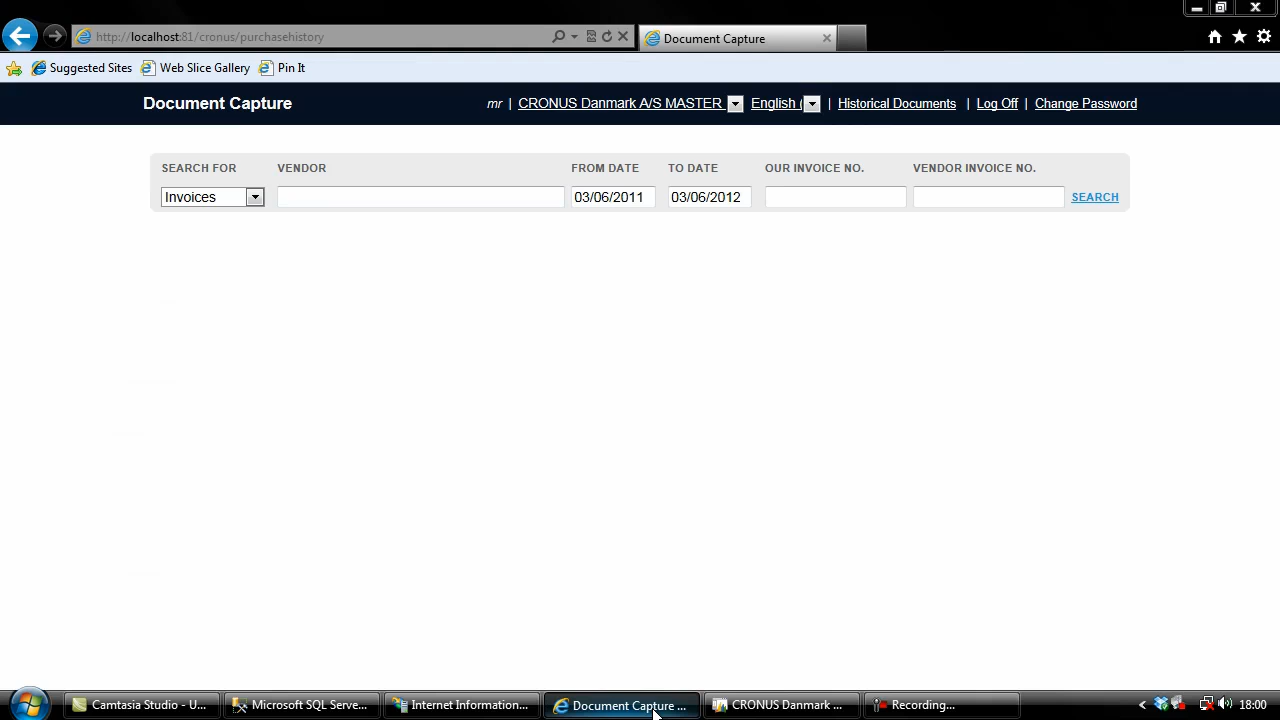 http://localhost:81/cronus/purchasehistory
Document Capture
Suggested Sites
Web Slice Gallery
Pin It
Document Capture
mr | CRONUS Danmark A/S MASTER English ( | Historical Documents | Log Off | Change Password
SEARCH FOR VENDOR FROM DATE TO DATE OUR INVOICE NO. VENDOR INVOICE NO.
Invoices 03/06/2011 03/06/2012 SEARCH
Camtasia Studio - U... Microsoft SQL Serve... Internet Information... Document Capture ... CRONUS Danmark ... Recording... 18:00